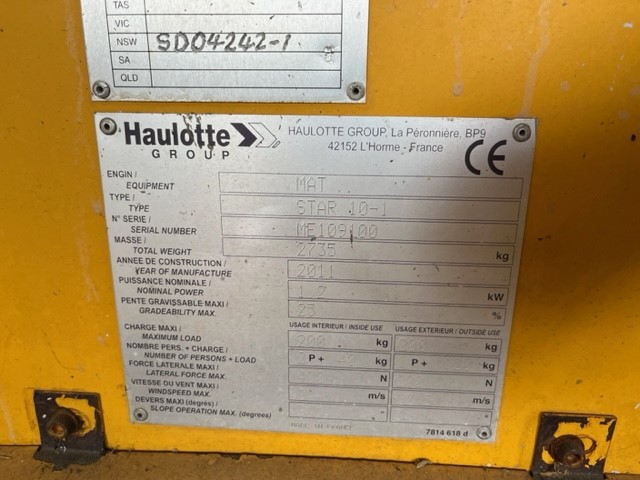 TAS
VIC
NSW SD04242-1
SA
QLD
Haulotte
GROUP
HAULOTTE GROUP, La Péronnière, BP9
42152 L'Horme - France
CE
ENGIN /
EQUIPMENT MAT
TYPE /
TYPE STAR 10-1
N° SERIE /
SERIAL NUMBER ME109100
MASSE /
TOTAL WEIGHT 2735 kg
ANNEE DE CONSTRUCTION /
YEAR OF MANUFACTURE 2011
PUISSANCE NOMINALE /
NOMINAL POWER kW
PENTE GRAVISSABLE MAXI /
GRADEABILITY MAX. 23 %
USAGE INTERIEUR / INSIDE USE USAGE EXTERIEUR / OUTSIDE USE
CHARGE MAXI /
MAXIMUM LOAD kg kg
NOMBRE PERS. + CHARGE /
NUMBER OF PERSONS + LOAD P + kg P + kg
FORCE LATERALE MAXI /
LATERAL FORCE MAX. N N
VITESSE DU VENT MAXI /
WINDSPEED MAX. m/s m/s
DEVERS MAXI (degrés) /
SLOPE OPERATION MAX. (degrees) ° °
MADE IN FRANCE 7814 618 d